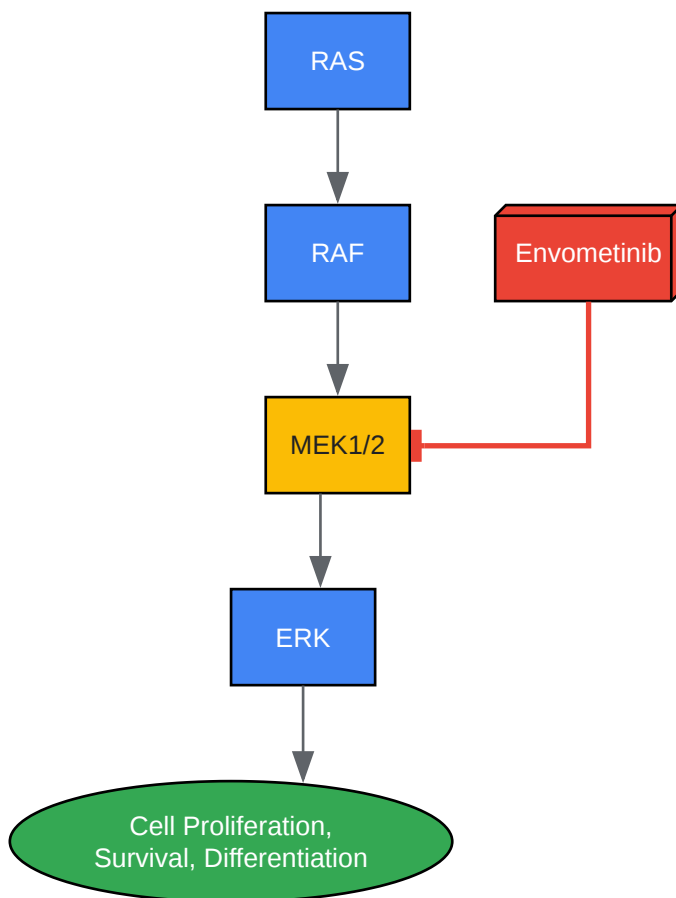 RAS
RAF
Envometinib
MEK1/2
ERK
Cell Proliferation,
Survival, Differentiation